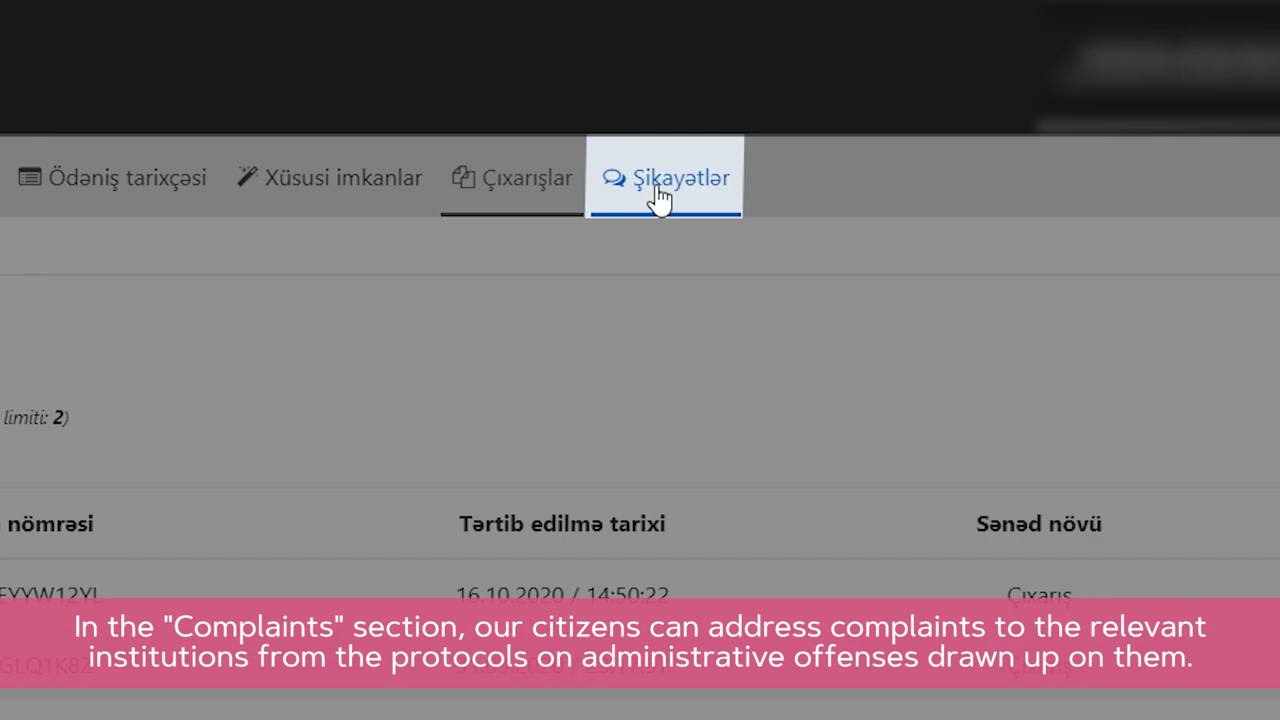 Ödəniş tarixçəsi Xüsusi imkanlar Çıxarışlar Şikayətlər
limiti: 2)
nömrəsi Tərtib edilmə tarixi Sənəd növü
EYYW12YL 16.10.2020 / 14:50:22 Çıxarış
In the "Complaints" section, our citizens can address complaints to the relevant
institutions from the protocols on administrative offenses drawn up on them.